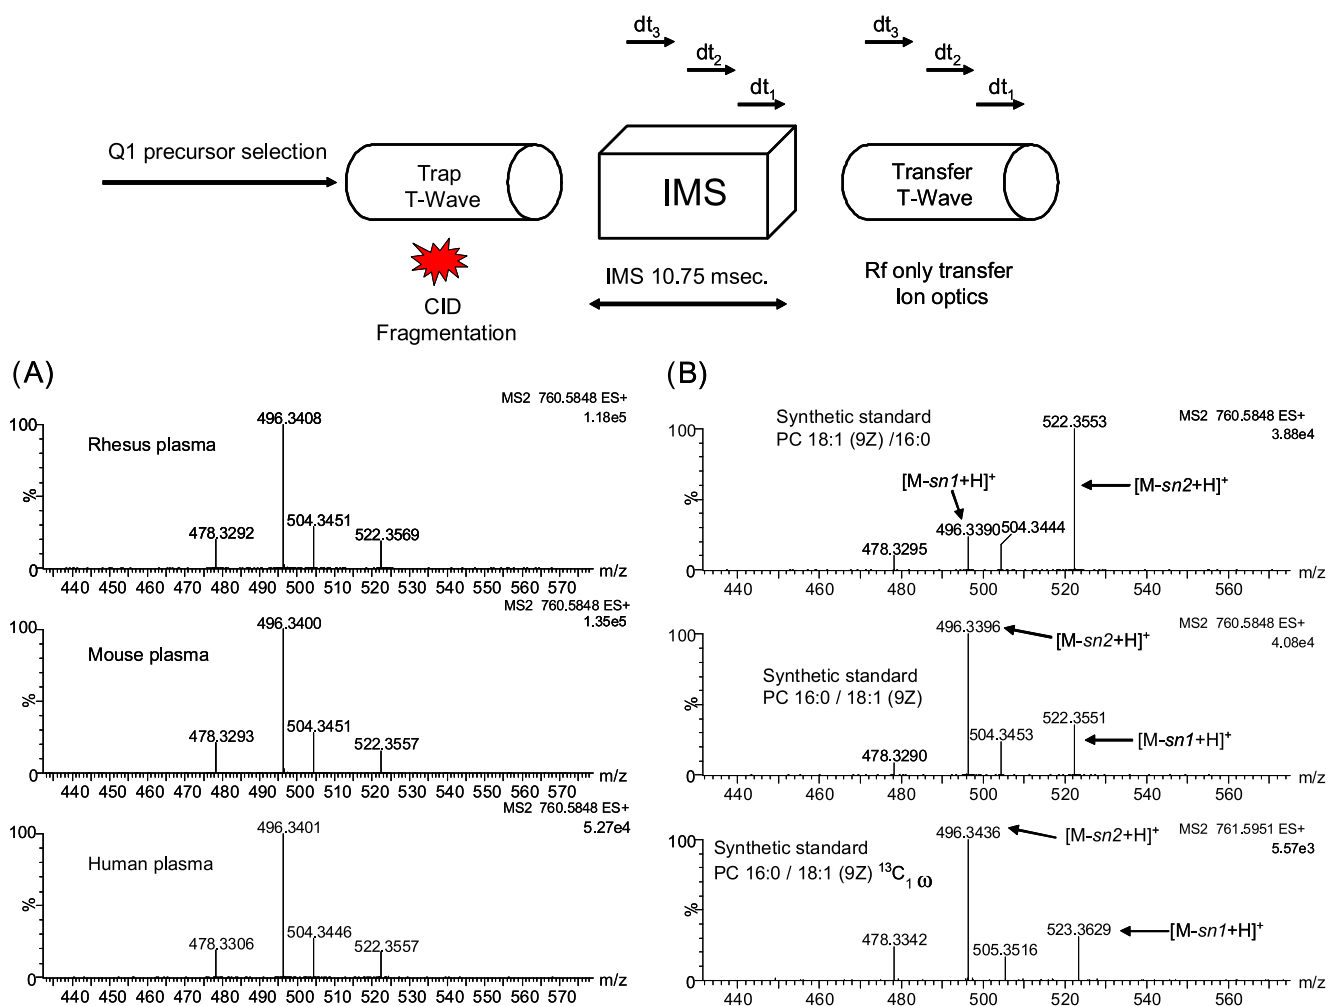 dt3
dt2
dt1
dt3
dt2
dt1
Q1 precursor selection
Trap
T-Wave
IMS
Transfer
T-Wave
CID
Fragmentation
IMS 10.75 msec.
Rf only transfer
Ion optics
(A)
MS2 760.5848 ES+
1.18e5
Rhesus plasma
100
%
0
496.3408
478.3292
504.3451
522.3569
440 450 460 470 480 490 500 510 520 530 540 550 560 570 m/z
MS2 760.5848 ES+
1.35e5
Mouse plasma
100
%
0
496.3400
478.3293
504.3451
522.3557
440 450 460 470 480 490 500 510 520 530 540 550 560 570 m/z
MS2 760.5848 ES+
5.27e4
Human plasma
100
%
0
496.3401
478.3306
504.3446
522.3557
440 450 460 470 480 490 500 510 520 530 540 550 560 570 m/z
(B)
Synthetic standard
PC 18:1 (9Z) /16:0
MS2 760.5848 ES+
3.88e4
100
%
0
522.3553
[M-sn1+H]+
[M-sn2+H]+
496.3390
504.3444
478.3295
440 460 480 500 520 540 560 m/z
MS2 760.5848 ES+
4.08e4
Synthetic standard
PC 16:0 / 18:1 (9Z)
100
%
0
496.3396
[M-sn2+H]+
522.3551
504.3453
[M-sn1+H]+
478.3290
440 460 480 500 520 540 560 m/z
MS2 761.5951 ES+
5.57e3
Synthetic standard
PC 16:0 / 18:1 (9Z) 13C1 ω
100
%
0
496.3436
[M-sn2+H]+
523.3629
[M-sn1+H]+
478.3342
505.3516
440 460 480 500 520 540 560 m/z